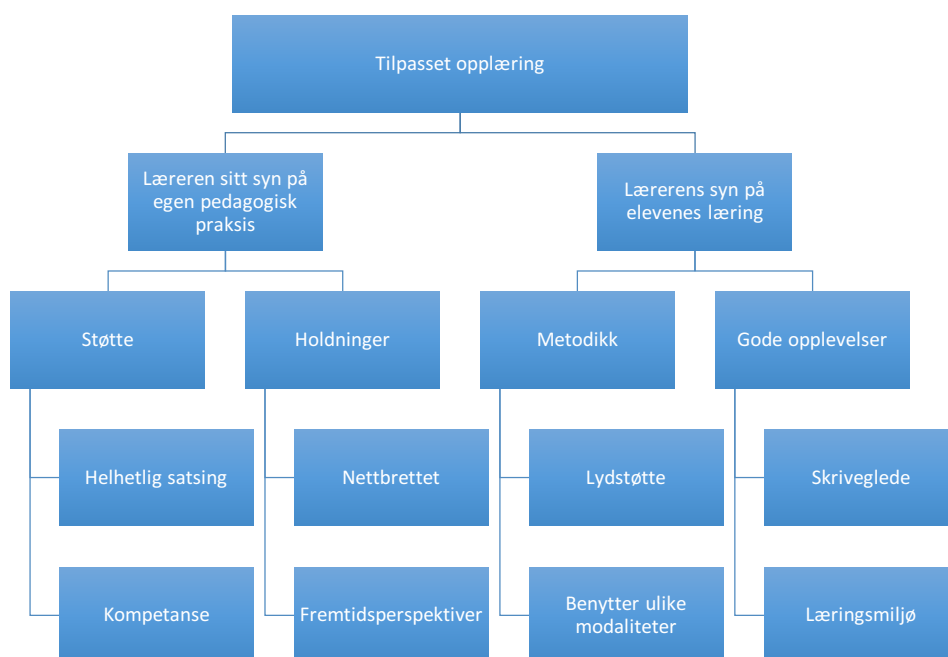 Tilpasset opplæring
Læreren sitt syn på
egen pedagogisk
praksis
Lærerens syn på
elevenes læring
Støtte
Holdninger
Metodikk
Gode opplevelser
Helhetlig satsing
Nettbrettet
Lydstøtte
Skriveglede
Kompetanse
Fremtidsperspektiver
Benytter ulike
modaliteter
Læringsmiljø